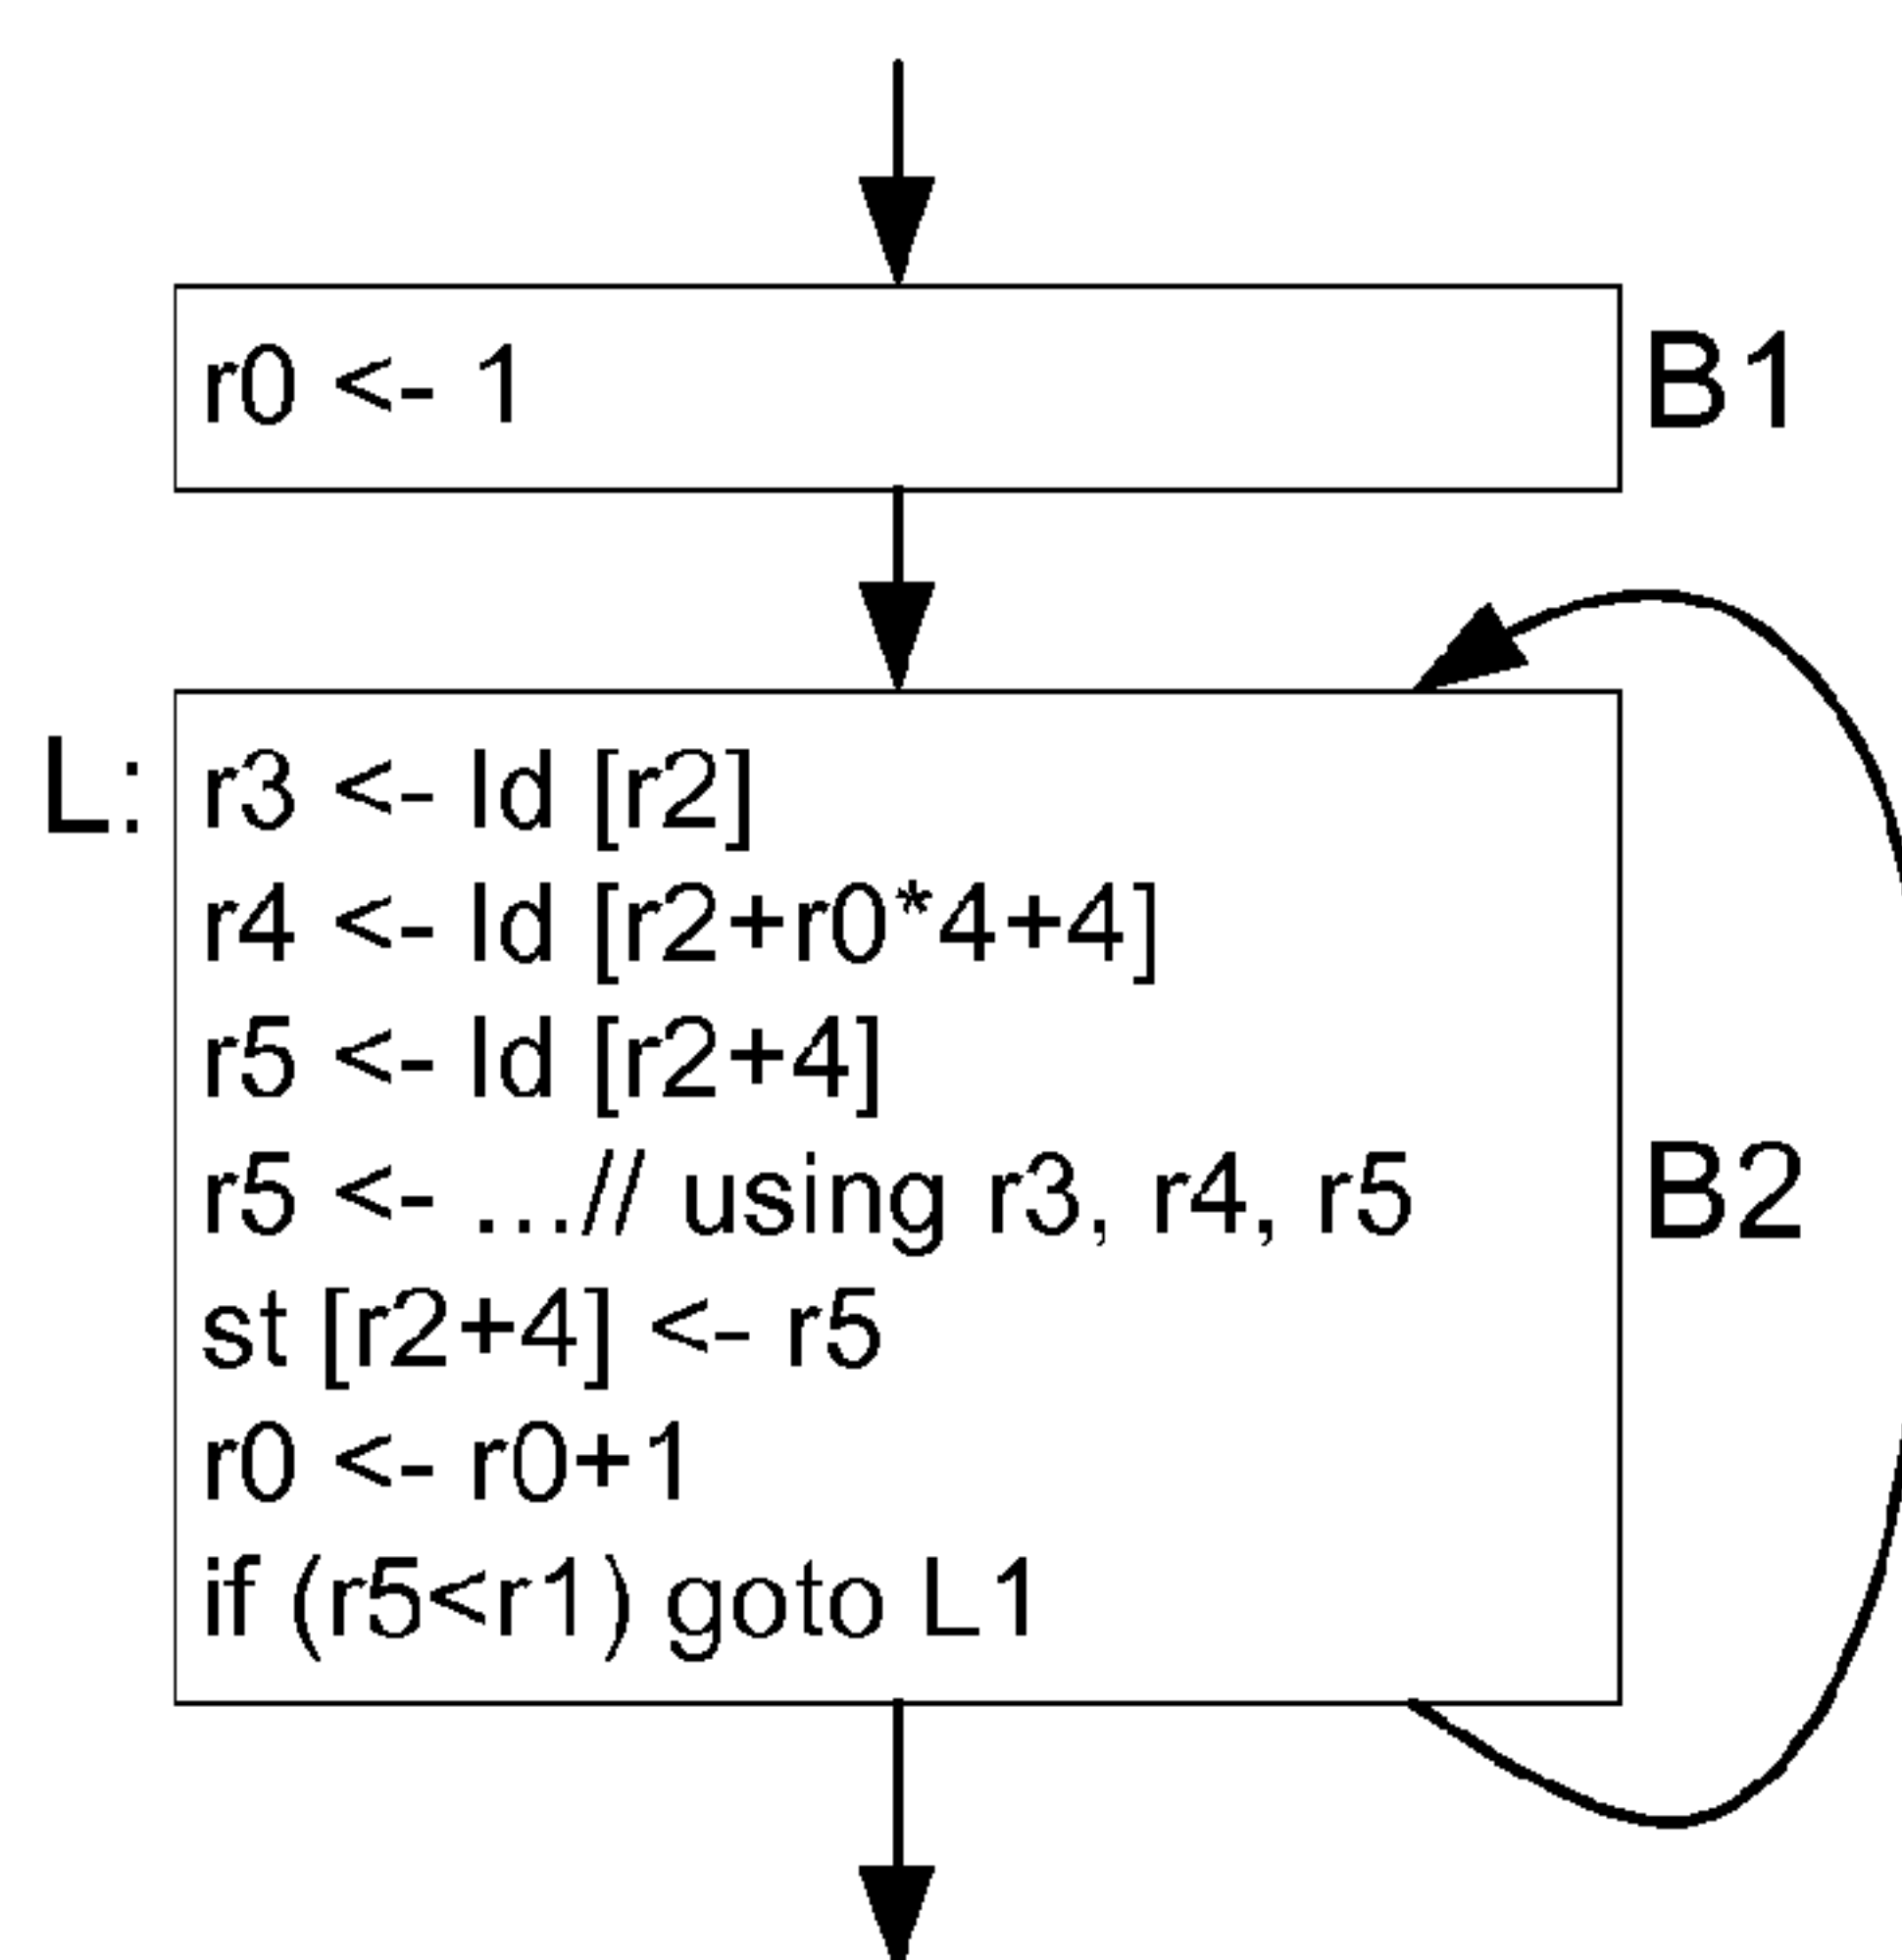 r0 <- 1
B1
L:
r3 <- ld [r2]
r4 <- ld [r2+r0*4+4]
r5 <- ld [r2+4]
r5 <- ...// using r3, r4, r5
B2
st [r2+4] <- r5
r0 <- r0+1
if (r5<r1) goto L1